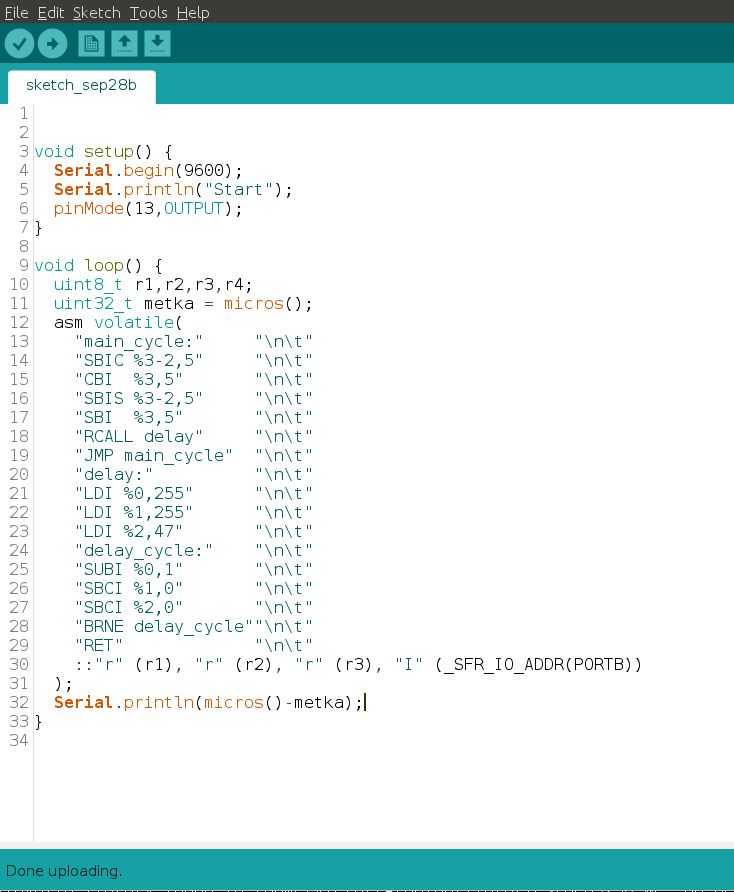 File Edit Sketch Tools Help
sketch_sep28b
1
2
3 void setup() {
4   Serial.begin(9600);
5   Serial.println("Start");
6   pinMode(13,OUTPUT);
7 }
8
9 void loop() {
10   uint8_t r1,r2,r3,r4;
11   uint32_t metka = micros();
12   asm volatile(
13     "main_cycle:"     "\n\t"
14     "SBIC %3-2,5"     "\n\t"
15     "CBI  %3,5"       "\n\t"
16     "SBIS %3-2,5"     "\n\t"
17     "SBI  %3,5"       "\n\t"
18     "RCALL delay"     "\n\t"
19     "JMP main_cycle"  "\n\t"
20     "delay:"          "\n\t"
21     "LDI %0,255"      "\n\t"
22     "LDI %1,255"      "\n\t"
23     "LDI %2,47"       "\n\t"
24     "delay_cycle:"    "\n\t"
25     "SUBI %0,1"       "\n\t"
26     "SBCI %1,0"       "\n\t"
27     "SBCI %2,0"       "\n\t"
28     "BRNE delay_cycle""\n\t"
29     "RET"             "\n\t"
30     ::"r" (r1), "r" (r2), "r" (r3), "I" (_SFR_IO_ADDR(PORTB))
31   );
32   Serial.println(micros()-metka);
33 }
34
Done uploading.